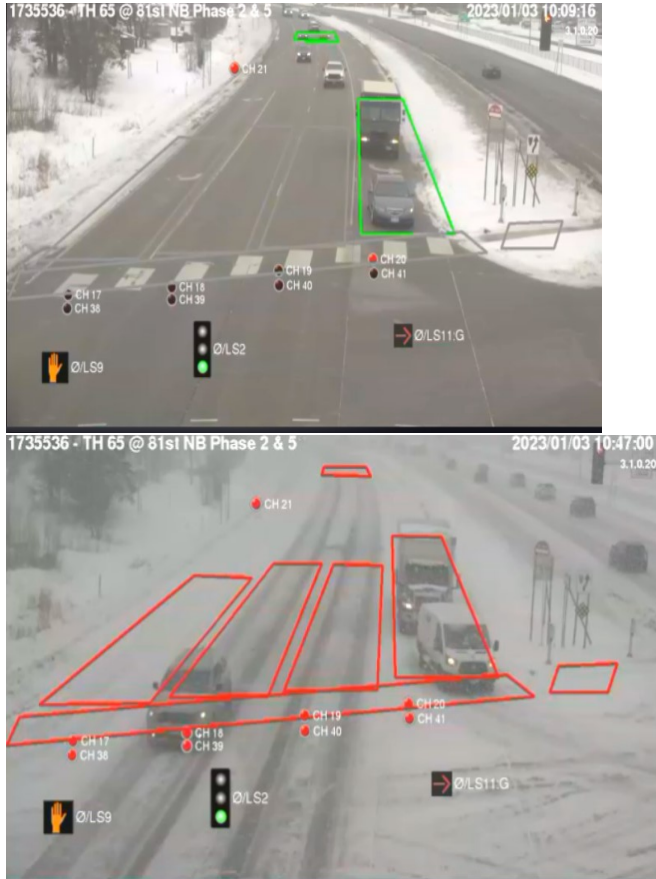 1735536 - TH 65 @ 81st NB Phase 2 & 5 2023/01/03 10:09:16
3.1.0.20
CH 21
CH 19
CH 20
CH 18
CH 40
CH 41
CH 17
CH 39
CH 38
Ø/LS2
Ø/LS11:G
Ø/LS9
1735536 - TH 65 @ 81st NB Phase 2 & 5 2023/01/03 10:47:00
3.1.0.20
CH 21
CH 20
CH 19
CH 41
CH 18
CH 40
CH 17
CH 39
CH 38
Ø/LS2
Ø/LS11:G
Ø/LS9